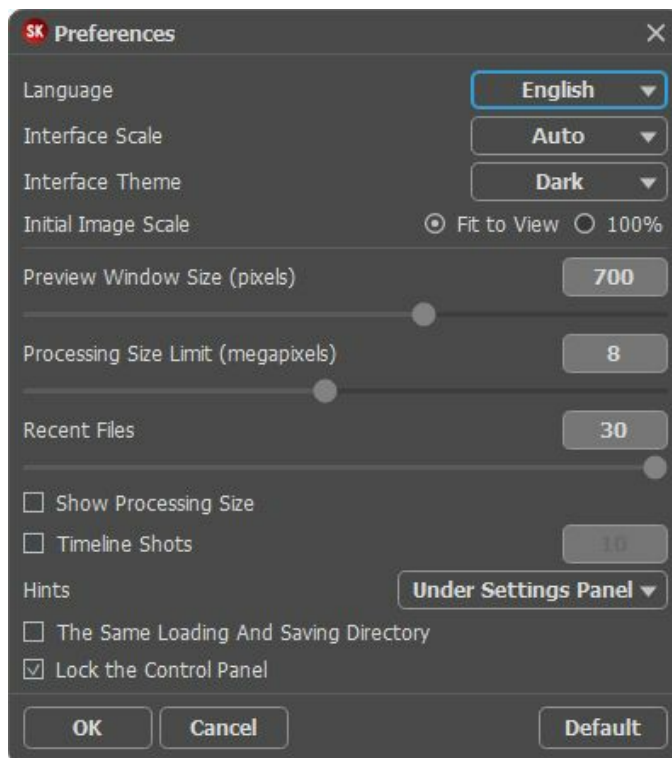 SK Preferences
Language English
Interface Scale Auto
Interface Theme Dark
Initial Image Scale Fit to View 100%
Preview Window Size (pixels) 700
Processing Size Limit (megapixels) 8
Recent Files 30
Show Processing Size
Timeline Shots 10
Hints Under Settings Panel
The Same Loading And Saving Directory
Lock the Control Panel
OK Cancel Default